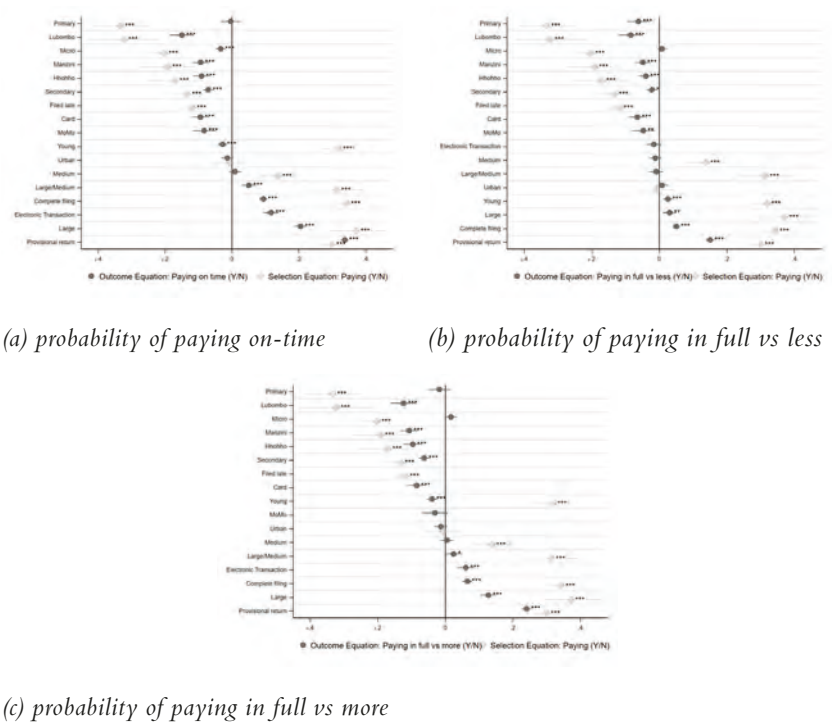 Primary
Lubombo
Micro
Manzini
Hhohho
Secondary
Filed late
Card
MoMo
Young
Urban
Medium
Large/Medium
Complete filing
Electronic Transaction
Large
Provisional return
-.4 -.2 0 .2 .4
Outcome Equation: Paying on time (Y/N) Selection Equation: Paying (Y/N)
(a) probability of paying on-time
Primary
Lubombo
Micro
Manzini
Hhohho
Secondary
Filed late
Card
MoMo
Electronic Transaction
Medium
Large/Medium
Urban
Young
Large
Complete filing
Provisional return
-.4 -.2 0 .2 .4
Outcome Equation: Paying in full vs less (Y/N) Selection Equation: Paying (Y/N)
(b) probability of paying in full vs less
Primary
Lubombo
Micro
Manzini
Hhohho
Secondary
Filed late
Card
Young
MoMo
Urban
Medium
Large/Medium
Electronic Transaction
Complete filing
Large
Provisional return
-.4 -.2 0 .2 .4
Outcome Equation: Paying in full vs more (Y/N) Selection Equation: Paying (Y/N)
(c) probability of paying in full vs more